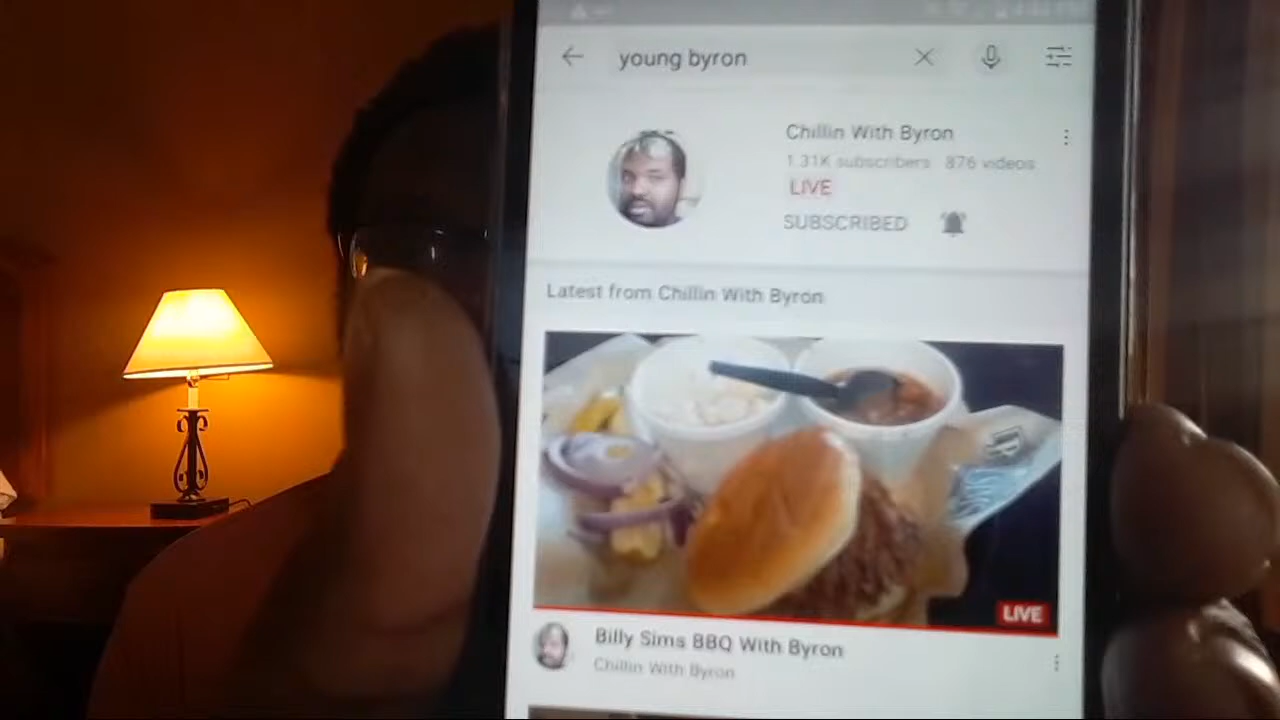 young byron
Chillin With Byron
1.31K subscribers 876 videos
LIVE
SUBSCRIBED
Latest from Chillin With Byron
LIVE
Billy Sims BBQ With Byron
Chillin With Byron